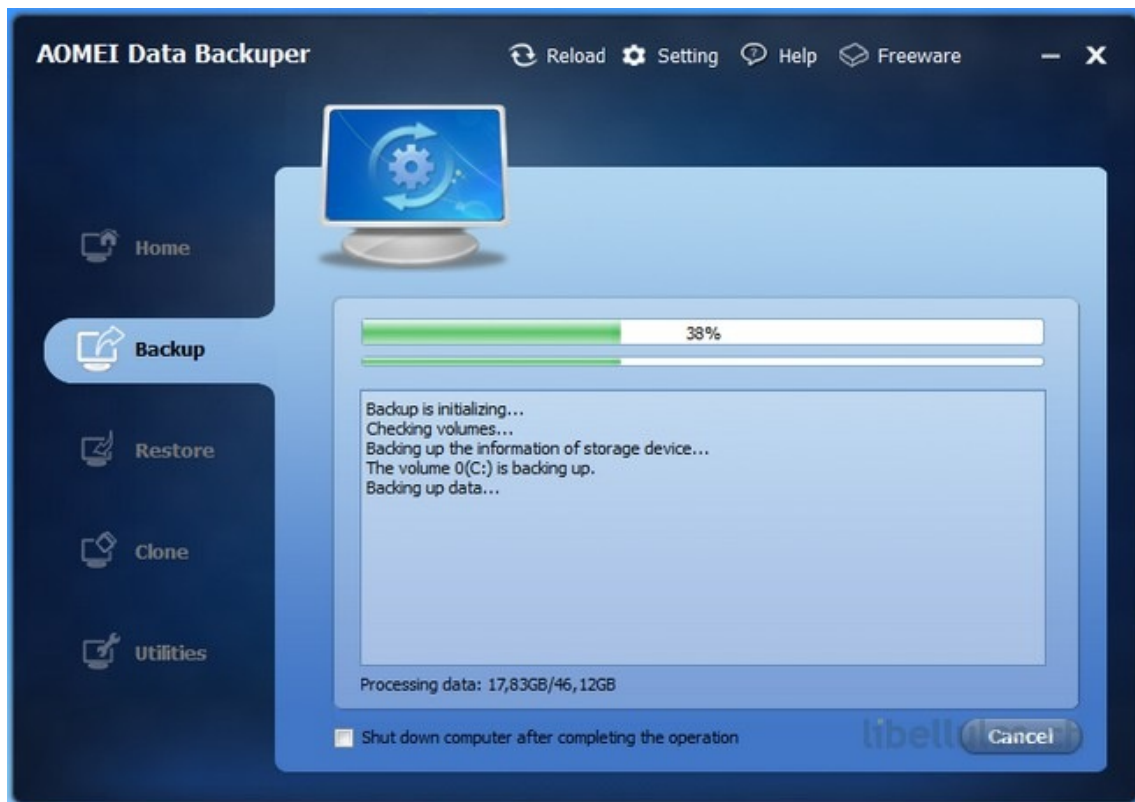 AOMEI Data Backuper
Reload Setting Help Freeware
Home
Backup
Restore
Clone
Utilities
38%
Backup is initializing...
Checking volumes...
Backing up the information of storage device...
The volume 0(C:) is backing up.
Backing up data...
Processing data: 17,83GB/46,12GB
Shut down computer after completing the operation
Cancel